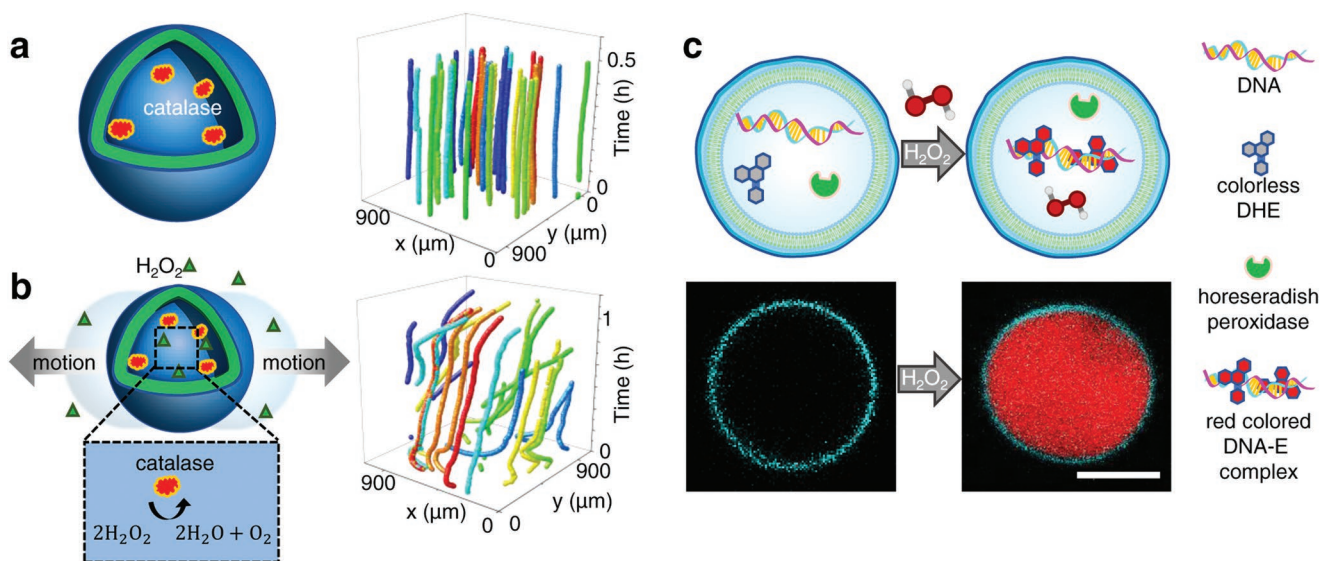 a
catalase
0.5
Time (h)
0
900
x (µm)
0
y (µm)
900
0
b
H₂O₂
motion
motion
catalase
2H₂O₂ 2H₂O + O₂
1
Time (h)
0
900
x (µm)
0
0
y (µm)
900
c
H₂O₂
H₂O₂
DNA
colorless
DHE
horeseradish
peroxidase
red colored
DNA-E
complex